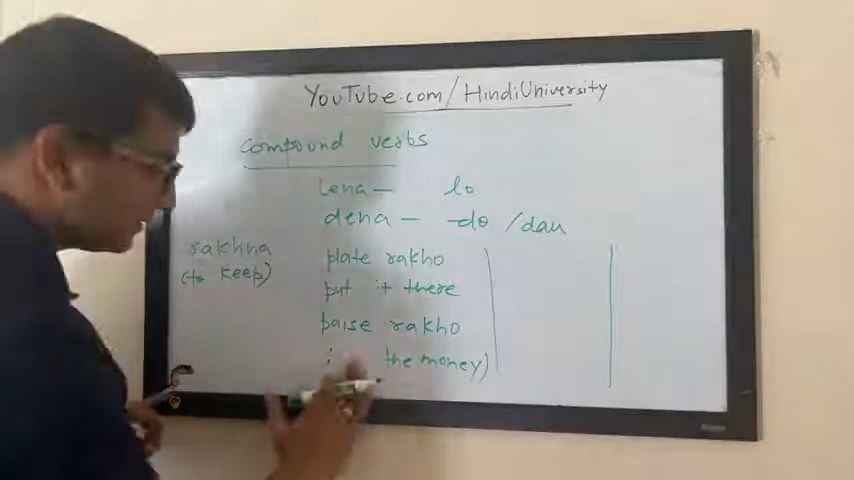 YouTube.com/HindiUniversity
Compound verbs
Lena — lo
dena — do /dau
rakhna
(to keep)
plate rakho
put it there
paise rakho
the money)